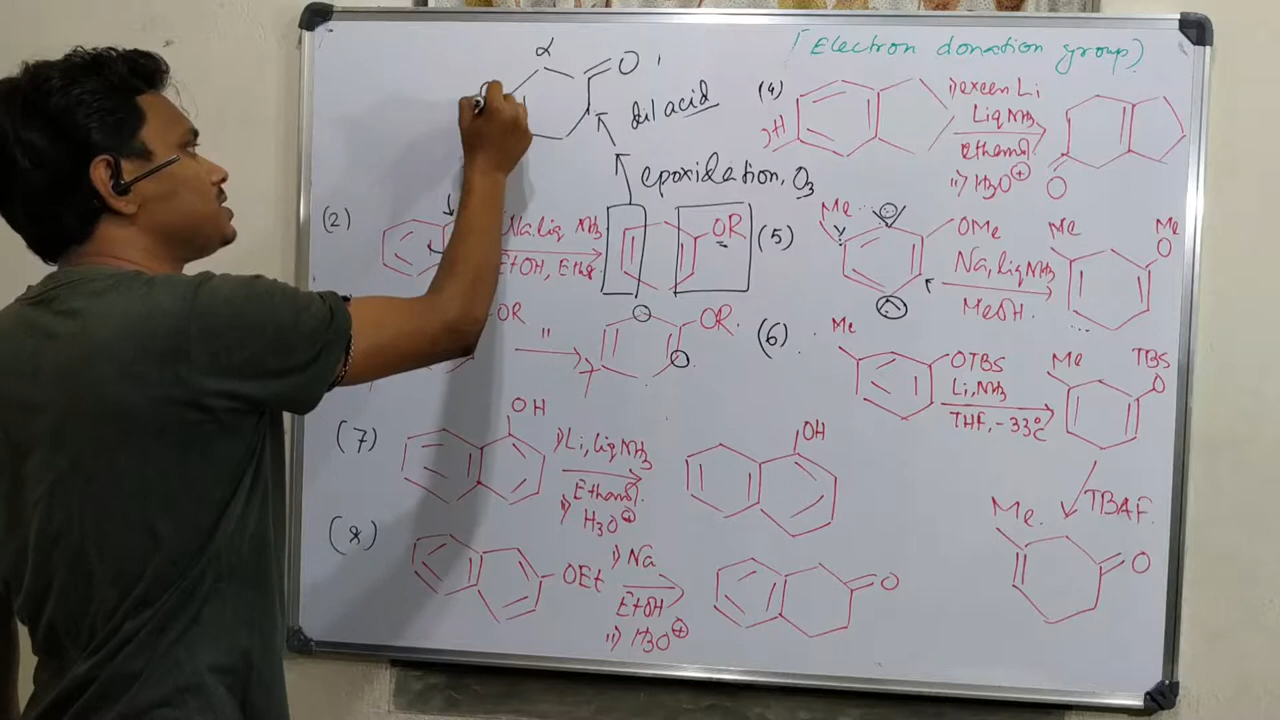 [Electron donation group)
α
O
dil acid
epoxidation, O3
(2)
Na, liq NH3
EtOH, Ether
OR
OR
"
OR.
(4)
H
i) exeen Li
Liq NH3
Ethanol
ii) H3O⊕
O
(5)
Me
OMe
Na, liq NH3
MeOH.
Me
Me
O
(6)
Me
OTBS
Li, NH3
THF, -33°C
Me
TBS
O
TBAF.
Me.
O
(7)
OH
i) Li, liq NH3
Ethanol.
ii) H3O⊕
OH
(8)
OEt
i) Na
EtOH
ii) H3O⊕
O